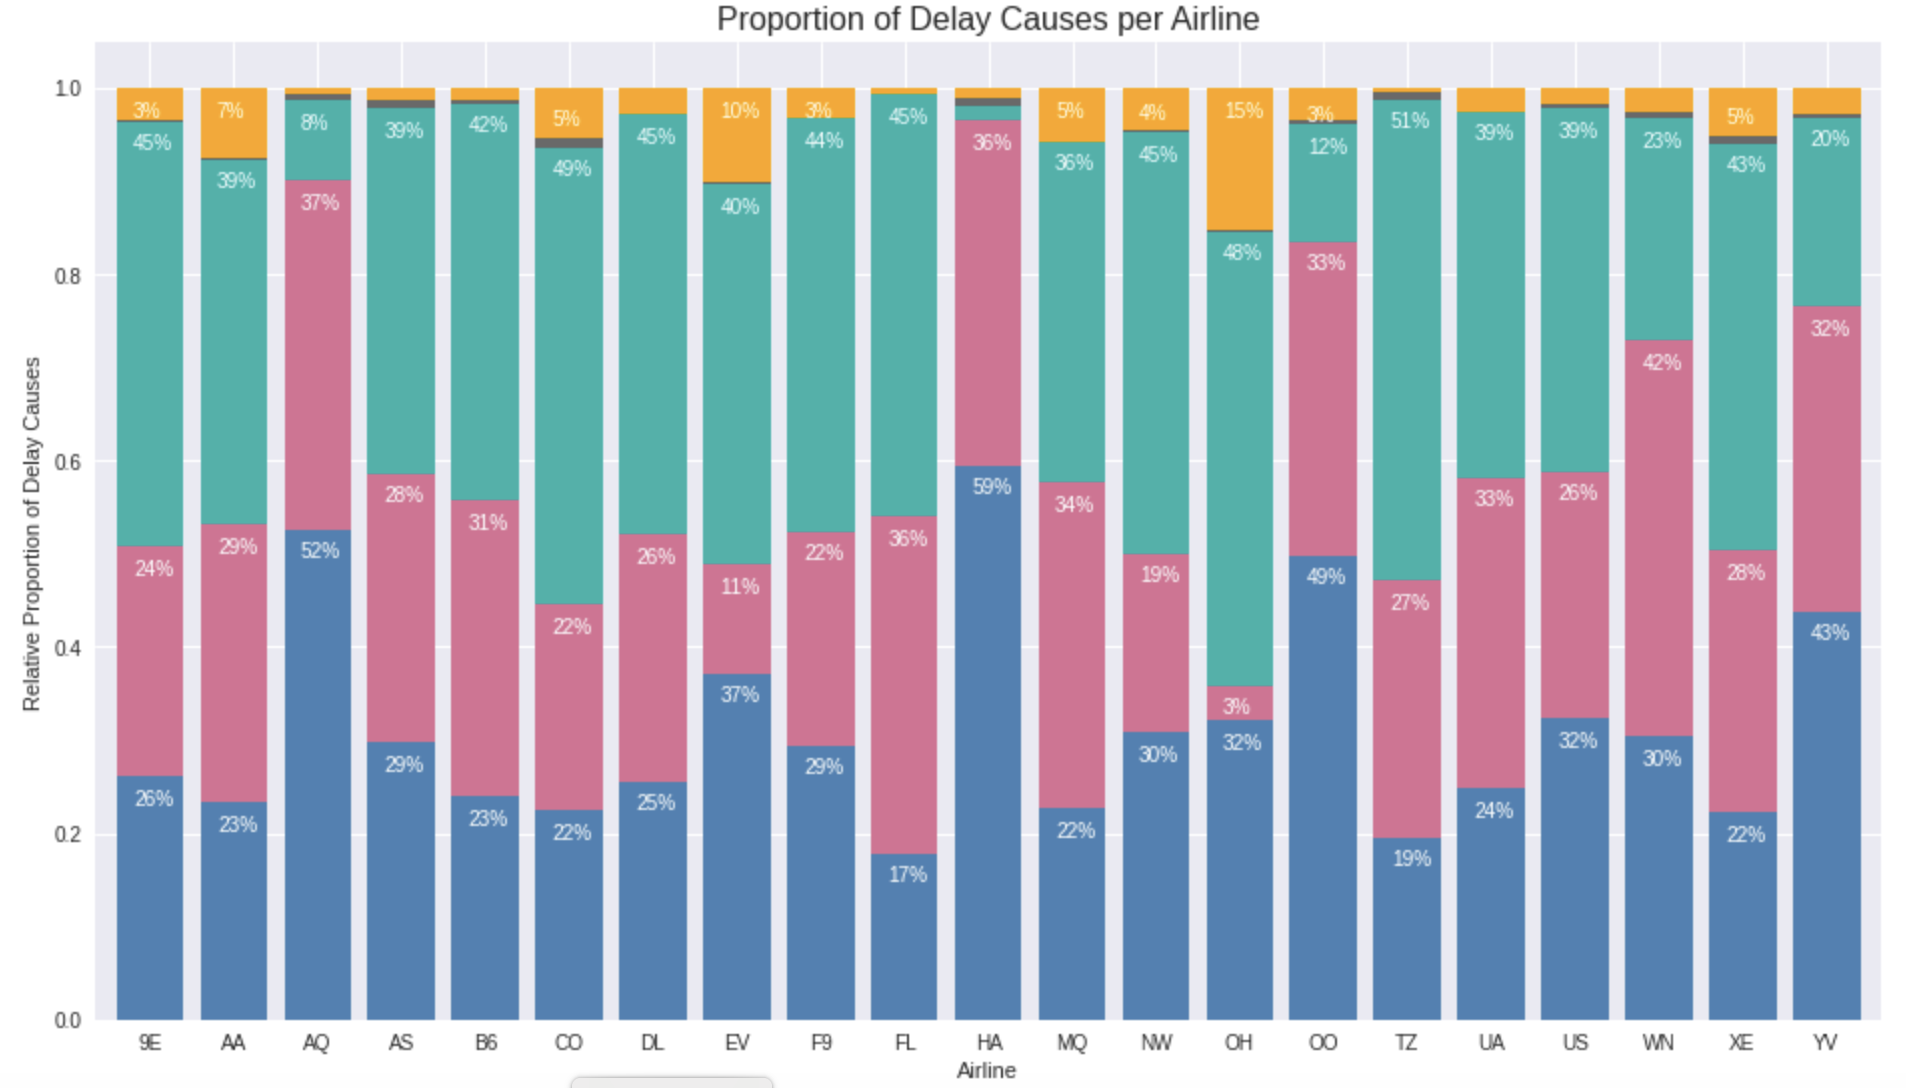 Proportion of Delay Causes per Airline
1.0
0.8
0.6
0.4
0.2
0.0
Relative Proportion of Delay Causes
3% 45% 24% 26%
7% 39% 29% 23%
8% 37% 52%
39% 28% 29%
42% 31% 23%
5% 49% 22% 22%
45% 26% 25%
10% 40% 11% 37%
3% 44% 22% 29%
45% 36% 17%
36% 59%
5% 36% 34% 22%
4% 45% 19% 30%
15% 48% 3% 32%
3% 12% 33% 49%
51% 27% 19%
39% 33% 24%
39% 26% 32%
23% 42% 30%
5% 43% 28% 22%
20% 32% 43%
9E AA AQ AS B6 CO DL EV F9 FL HA MQ NW OH OO TZ UA US WN XE YV
Airline